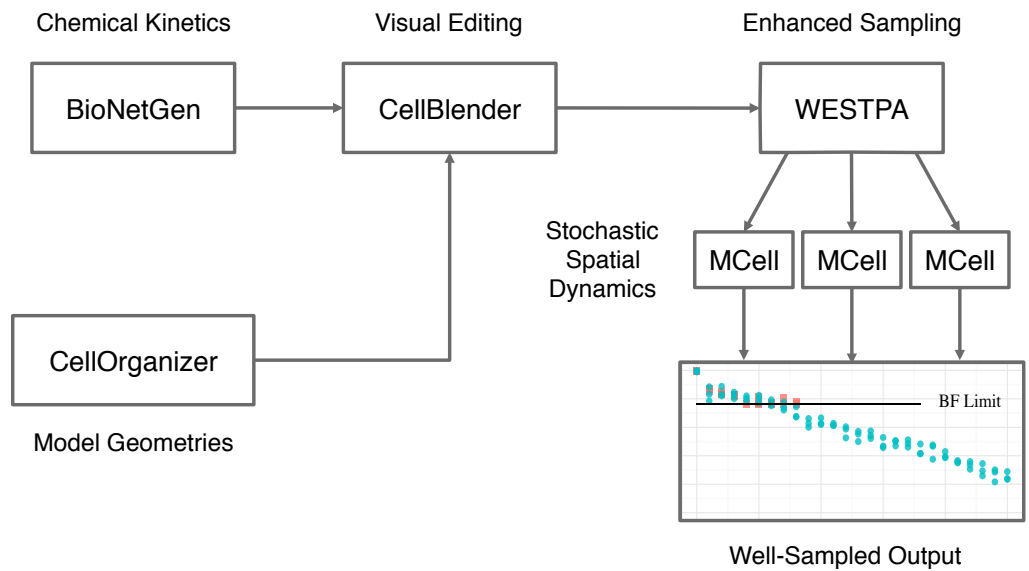 Chemical Kinetics
Visual Editing
Enhanced Sampling
BioNetGen
CellBlender
WESTPA
Stochastic
Spatial
Dynamics
MCell
MCell
MCell
CellOrganizer
Model Geometries
BF Limit
Well-Sampled Output